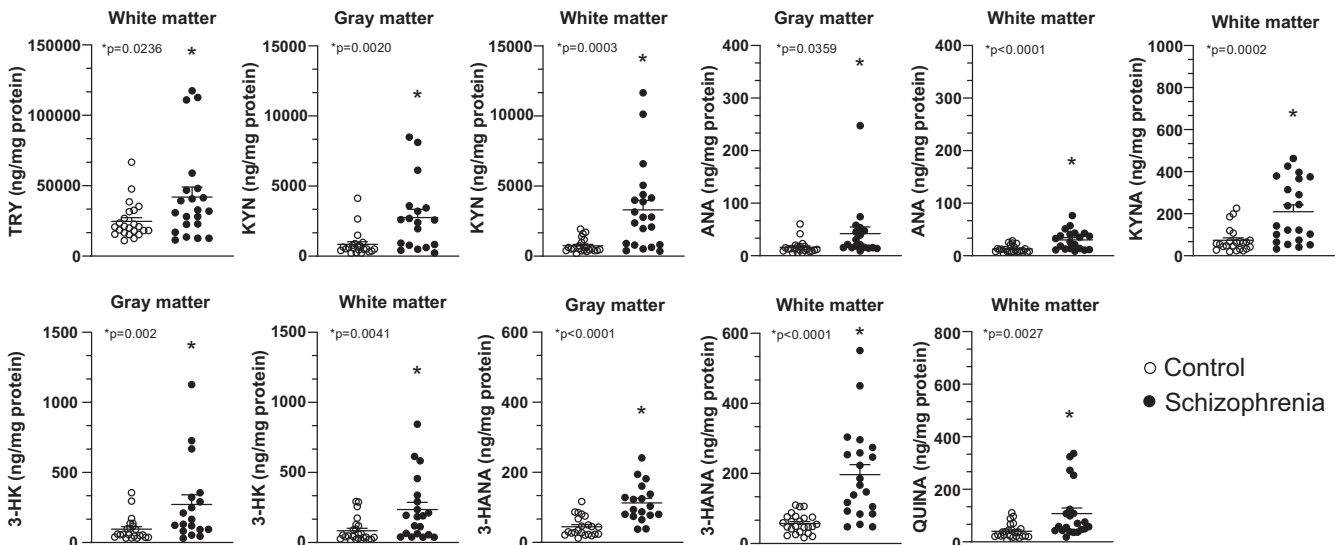 White matter
*p=0.0236
*
TRY (ng/mg protein)
150000
100000
50000
0
Gray matter
*p=0.0020
*
KYN (ng/mg protein)
15000
10000
5000
0
White matter
*p=0.0003
*
KYN (ng/mg protein)
15000
10000
5000
0
Gray matter
*p=0.0359
*
ANA (ng/mg protein)
400
300
200
100
0
White matter
*p<0.0001
*
ANA (ng/mg protein)
400
300
200
100
0
White matter
*p=0.0002
*
KYNA (ng/mg protein)
1000
800
600
400
200
0
Gray matter
*p=0.002
*
3-HK (ng/mg protein)
1500
1000
500
0
White matter
*p=0.0041
*
3-HK (ng/mg protein)
1500
1000
500
0
Gray matter
*p<0.0001
*
3-HANA (ng/mg protein)
600
400
200
0
White matter
*p<0.0001
*
3-HANA (ng/mg protein)
600
400
200
0
White matter
*p=0.0027
*
QUINA (ng/mg protein)
800
600
400
200
0
Control
Schizophrenia